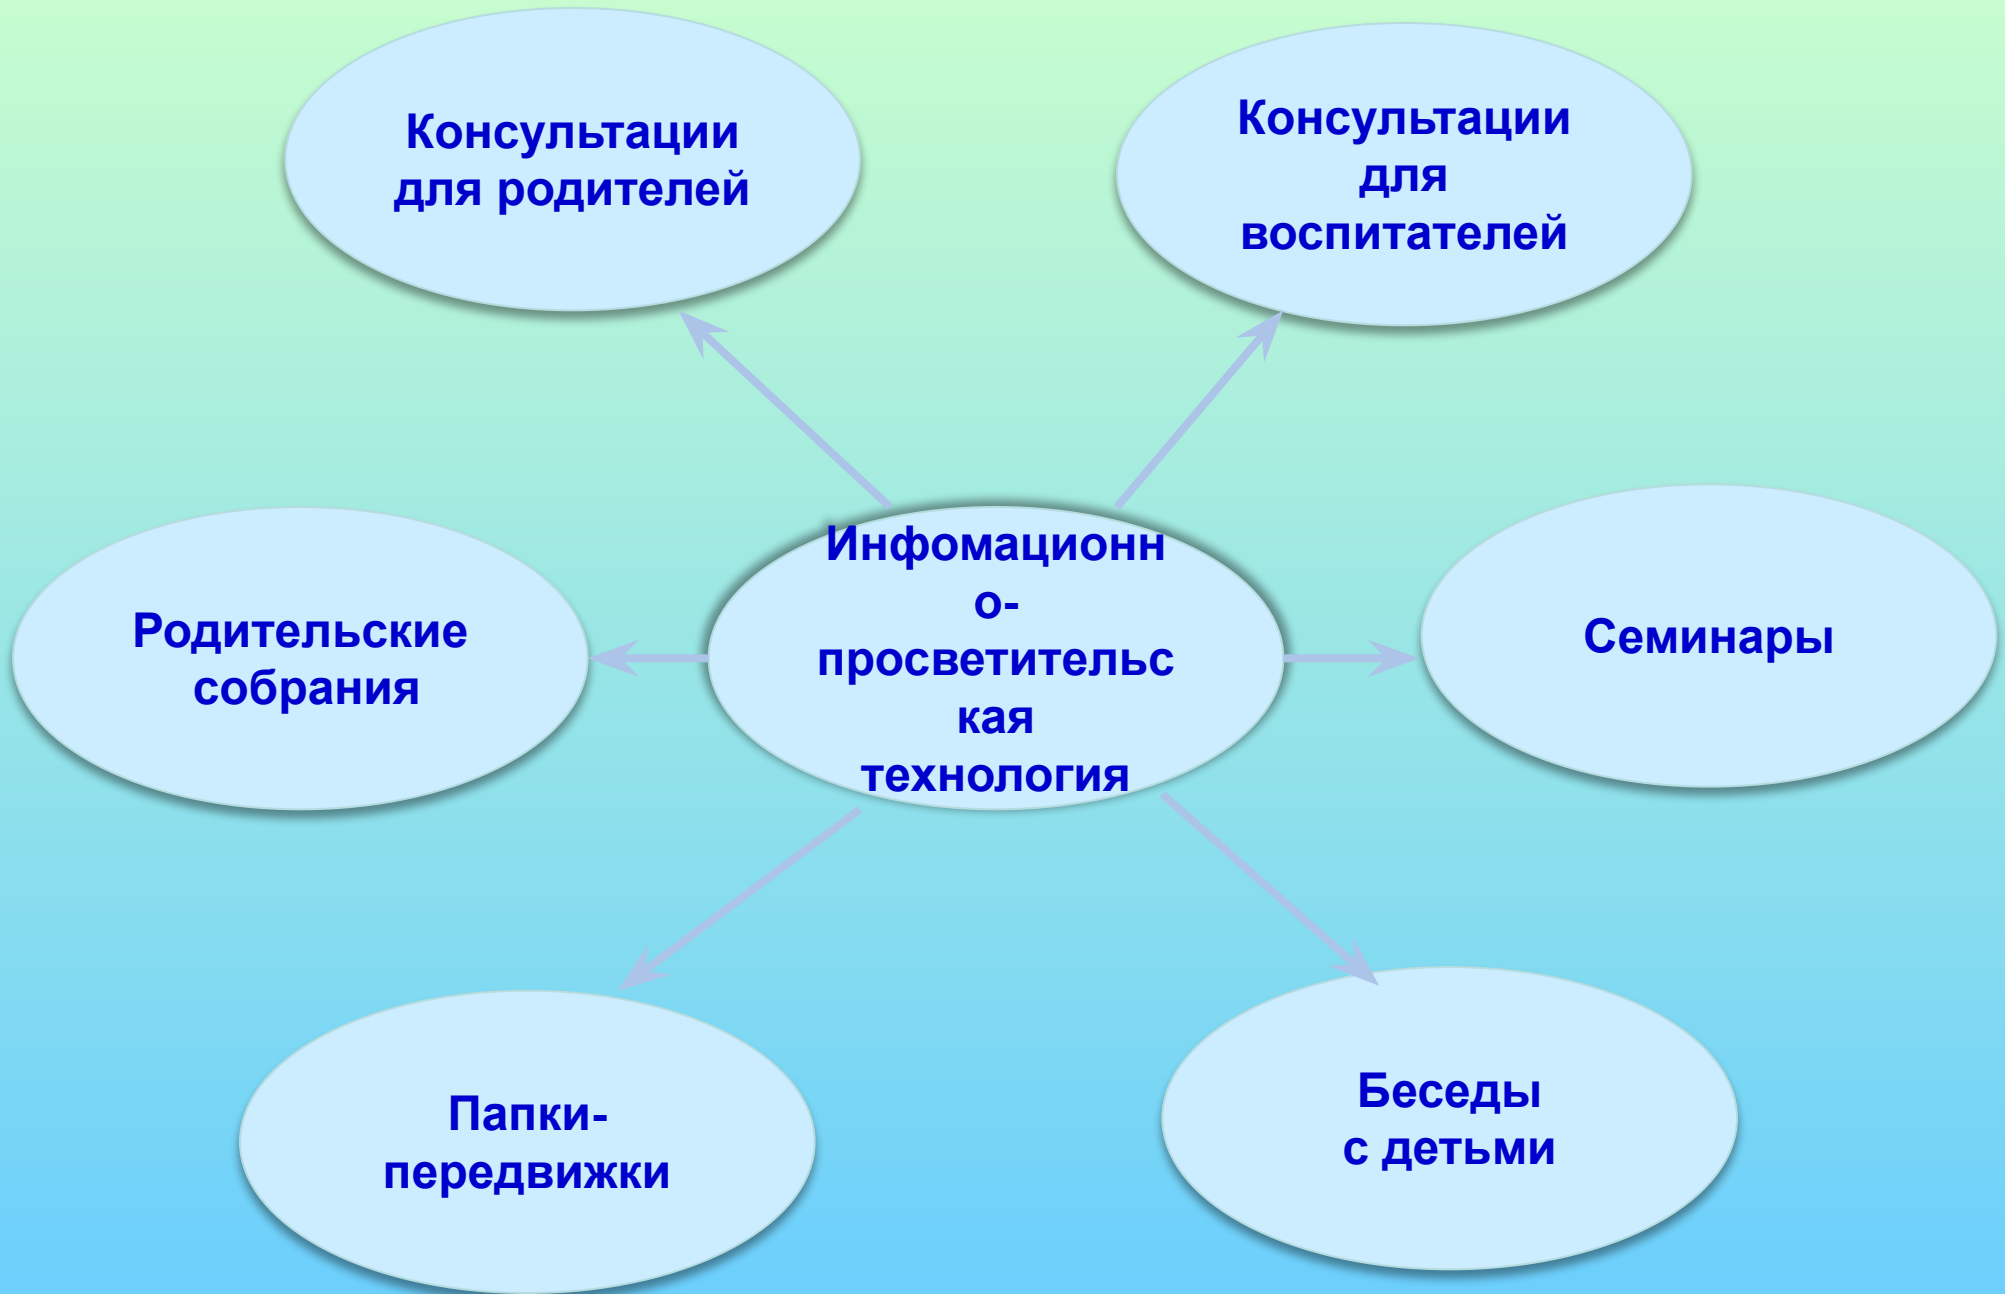 Консультации
для родителей
Консультации
для
воспитателей
Инфомационн
о-
просветительс
кая
технология
Родительские
собрания
Семинары
Папки-
передвижки
Беседы
с детьми